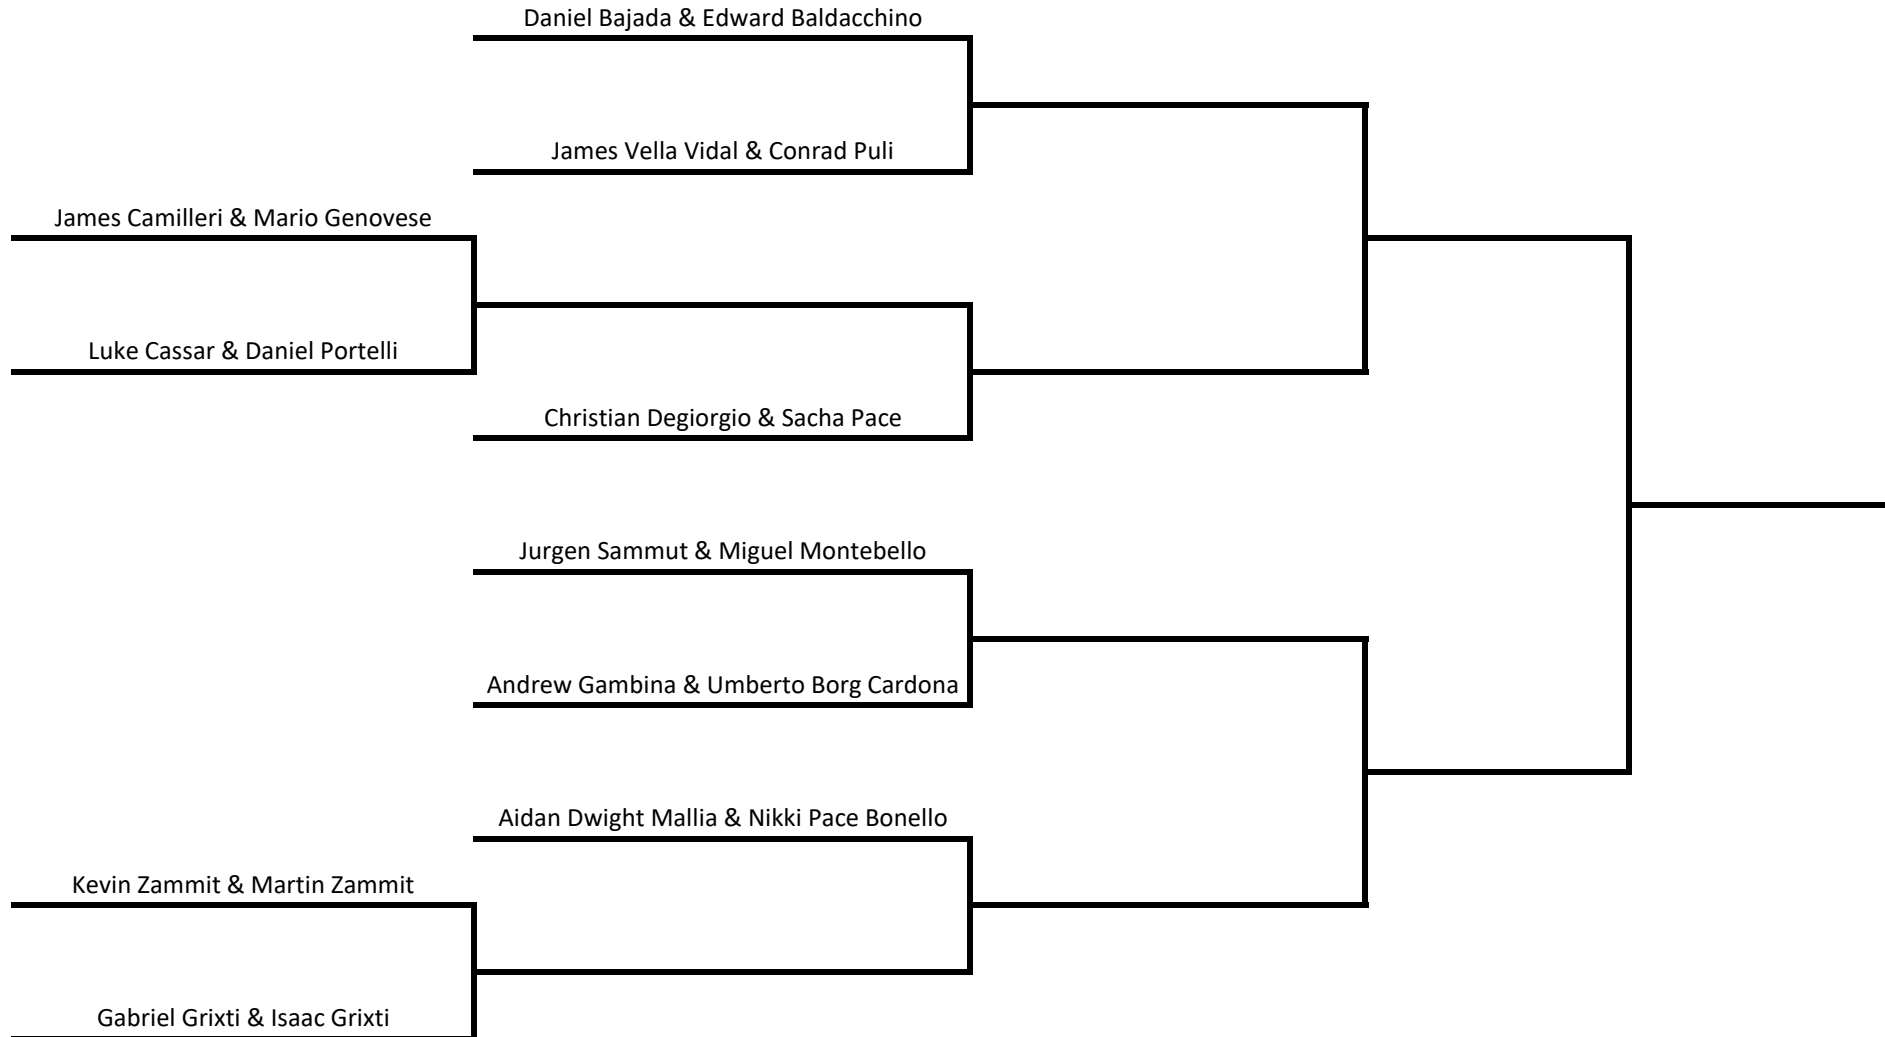 Daniel Bajada & Edward Baldacchino
James Vella Vidal & Conrad Puli
James Camilleri & Mario Genovese
Luke Cassar & Daniel Portelli
Christian Degiorgio & Sacha Pace
Jurgen Sammut & Miguel Montebello
Andrew Gambina & Umberto Borg Cardona
Aidan Dwight Mallia & Nikki Pace Bonello
Kevin Zammit & Martin Zammit
Gabriel Grixti & Isaac Grixti